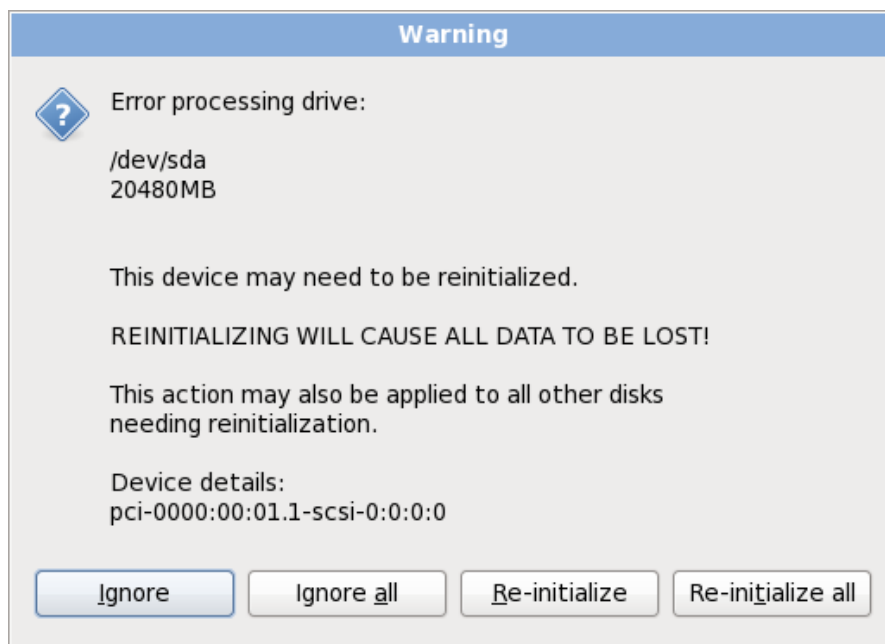 Warning
Error processing drive:
/dev/sda
20480MB
This device may need to be reinitialized.
REINITIALIZING WILL CAUSE ALL DATA TO BE LOST!
This action may also be applied to all other disks
needing reinitialization.
Device details:
pci-0000:00:01.1-scsi-0:0:0:0
Ignore Ignore all Re-initialize Re-initialize all